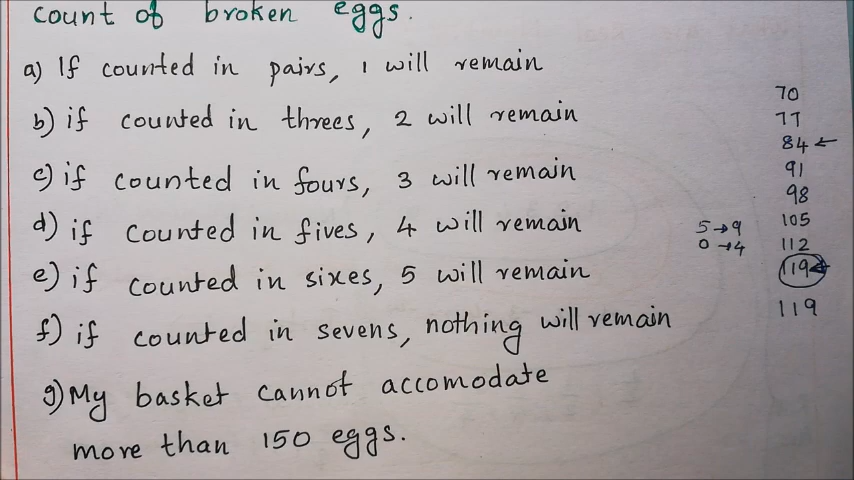 count of broken eggs.
a) If counted in pairs, 1 will remain
b) if counted in threes, 2 will remain
c) if counted in fours, 3 will remain
d) if counted in fives, 4 will remain
e) if counted in sixes, 5 will remain
f) if counted in sevens, nothing will remain
g) My basket cannot accomodate
more than 150 eggs.
70
77
84 ←
91
98
105
5 → 9
0 → 4
112
119 ←
119